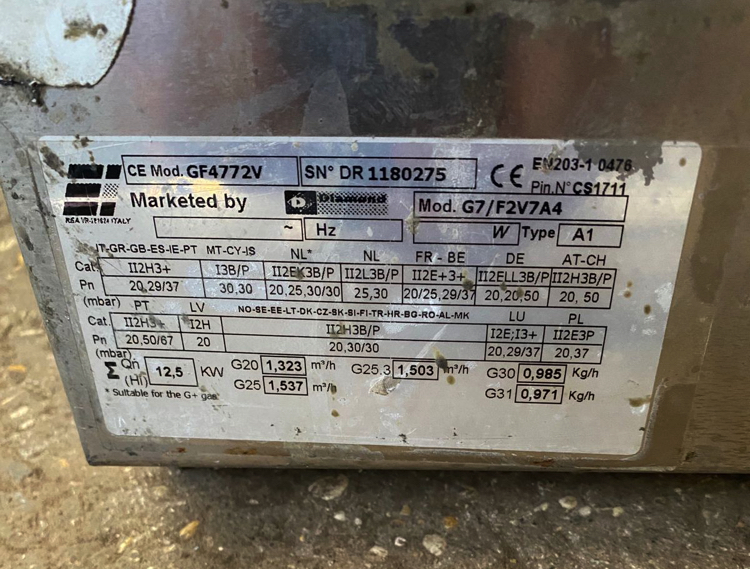 CE Mod. GF4772V SN° DR 1180275 CE EN203-1 0476
Pin.N° CS1711
Marketed by Diamond Mod. G7/F2V7A4
~ Hz W Type A1
IT-GR-GB-ES-IE-PT MT-CY-IS NL* NL FR - BE DE AT-CH
Cat. II2H3+ I3B/P II2EK3B/P II2L3B/P II2E+3+ II2ELL3B/P II2H3B/P
Pn (mbar) 20,29/37 30,30 20,25,30/30 25,30 20/25,29/37 20,20,50 20, 50
PT LV NO-SE-EE-LT-DK-CZ-SK-SI-FI-TR-HR-BG-RO-AL-MK LU PL
Cat. II2H3+ I2H II2H3B/P I2E;I3+ II2E3P
Pn (mbar) 20,50/67 20 20,30/30 20,29/37 20,37
Σ Qn (Hi) 12,5 KW G20 1,323 m³/h G25.3 1,503 m³/h G30 0,985 Kg/h
G25 1,537 m³/h G31 0,971 Kg/h
* Suitable for the G+ gas